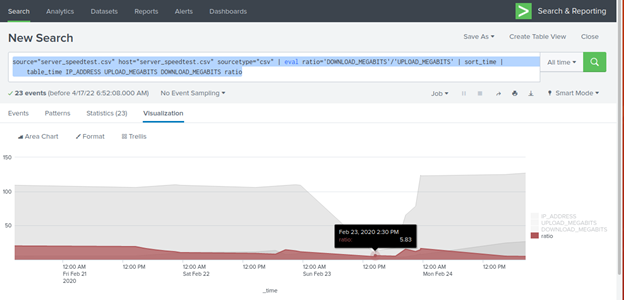 Search Analytics Datasets Reports Alerts Dashboards > Search & Reporting
New Search Save As Create Table View Close
source="server_speedtest.csv" host="server_speedtest.csv" sourcetype="csv" | eval ratio='DOWNLOAD_MEGABITS'/'UPLOAD_MEGABITS' | sort_time |
table_time IP_ADDRESS UPLOAD_MEGABITS DOWNLOAD_MEGABITS ratio
All time
23 events (before 4/17/22 6:52:08.000 AM) No Event Sampling Job Smart Mode
Events Patterns Statistics (23) Visualization
Area Chart Format Trellis
150
100
50
Feb 23, 2020 2:30 PM
ratio 5.83
IP_ADDRESS
UPLOAD_MEGABITS
DOWNLOAD_MEGABITS
ratio
12:00 AM 12:00 PM 12:00 AM 12:00 PM 12:00 AM 12:00 PM 12:00 AM 12:00 PM
Fri Feb 21 Sat Feb 22 Sun Feb 23 Mon Feb 24
2020
_time